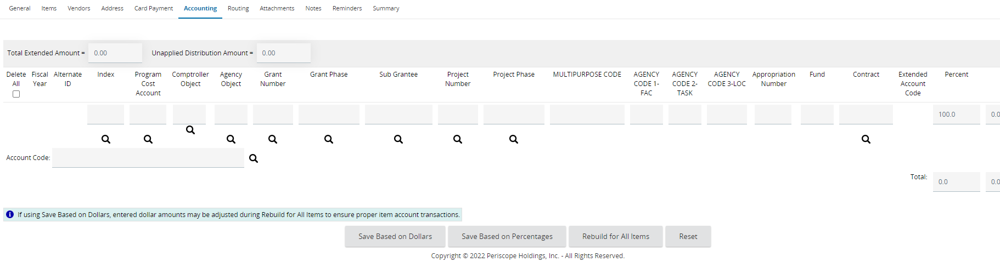 General Items Vendors Address Card Payment Accounting Routing Attachments Notes Reminders Summary
Total Extended Amount = 0.00 Unapplied Distribution Amount = 0.00
Delete Fiscal Alternate Index Program Comptroller Agency Grant Grant Phase Sub Grantee Project Project Phase MULTIPURPOSE CODE AGENCY AGENCY AGENCY Appropriation Fund Contract Extended Percent
All Year ID Cost Object Object Number Number CODE 1- CODE 2- CODE 3-LOC Number Account
Account FAC TASK Code
100.0 0.0
Account Code:
Total: 0.0 0.0
If using Save Based on Dollars, entered dollar amounts may be adjusted during Rebuild for All Items to ensure proper item account transactions.
Save Based on Dollars Save Based on Percentages Rebuild for All Items Reset
Copyright © 2022 Periscope Holdings, Inc. - All Rights Reserved.